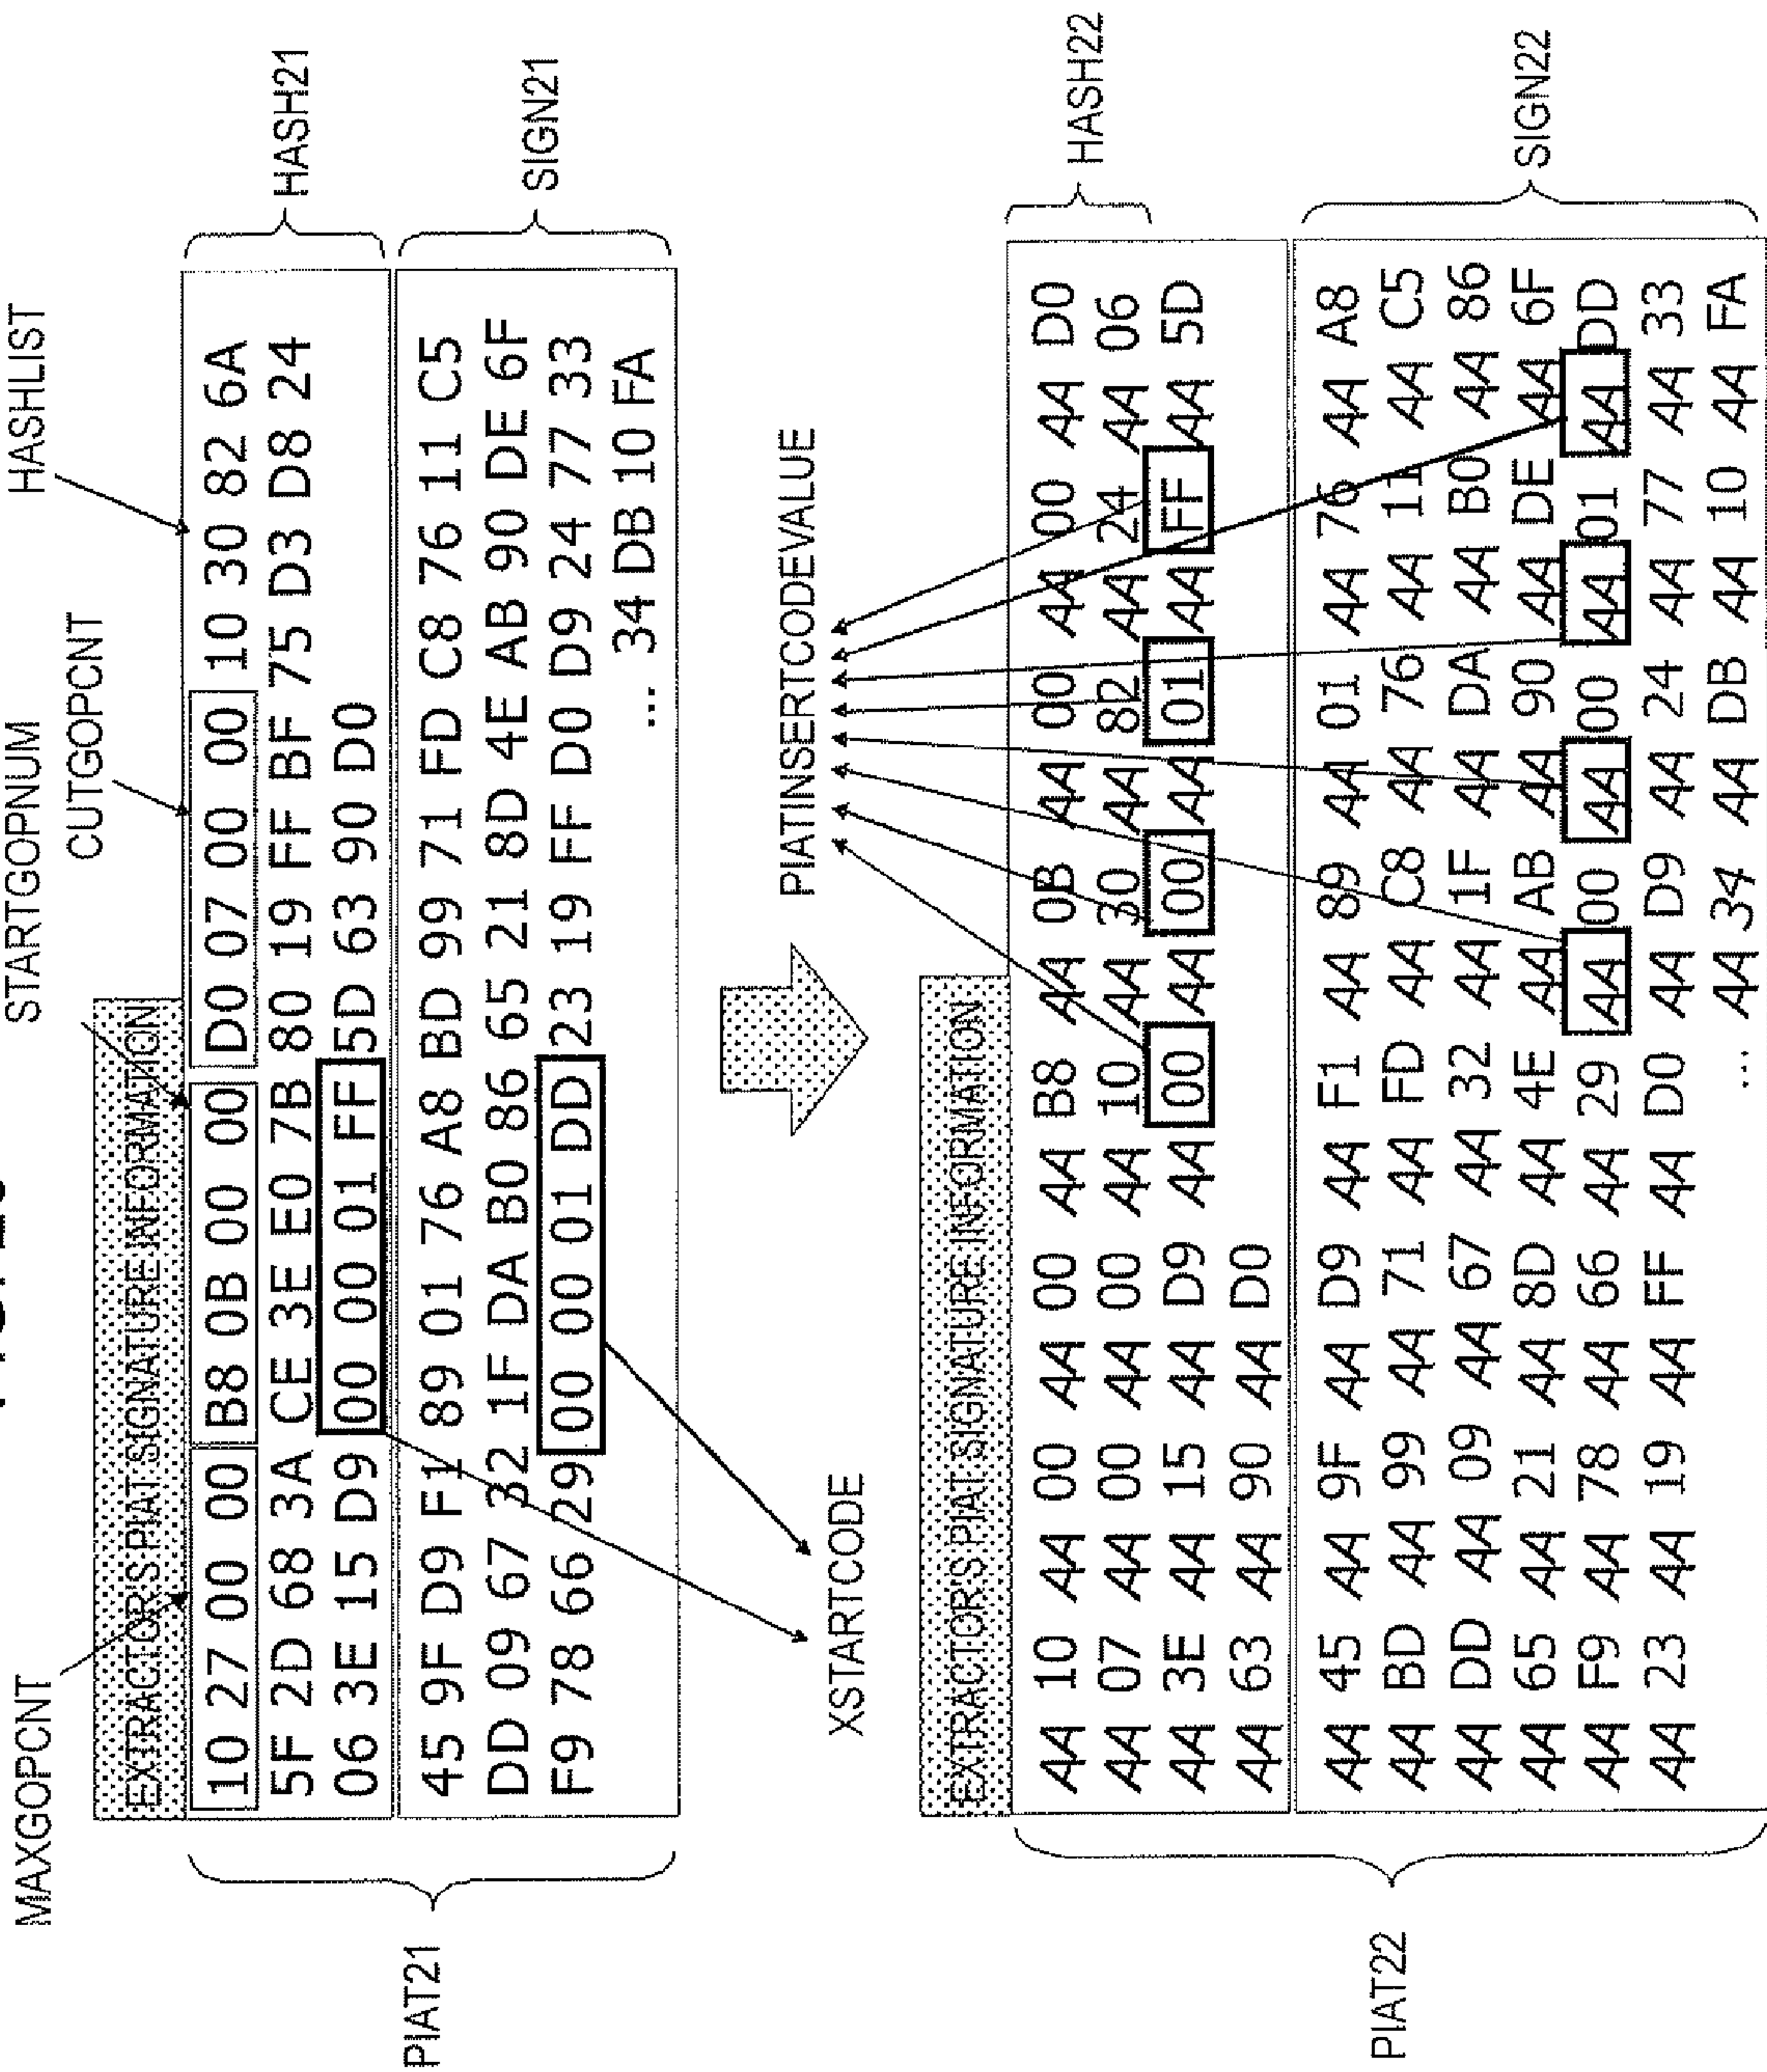 MAXGOPCNT
STARTGOPNUM
CUTGOPCNT
HASHLIST
EXTRACTOR'S PIAT SIGNATURE INFORMATION
10 27 00 00 B8 0B 00 00 D0 07 00 00 10 30 82 6A
5F 2D 68 3A CE 3E E0 7B 80 19 FF BF 75 D3 D8 24
06 3E 15 D9 00 00 01 FF 5D 63 90 D0
HASH21
45 9F D9 F1 89 01 76 A8 BD 99 71 FD C8 76 11 C5
DD 09 67 32 1F DA B0 86 65 21 8D 4E AB 90 DE 6F
F9 78 66 29 00 00 01 DD 23 19 FF D0 D9 24 77 33
... 34 DB 10 FA
SIGN21
PIAT21
XSTARTCODE
PIATINSERTCODEVALUE
EXTRACTOR'S PIAT SIGNATURE INFORMATION
AA 10 AA 00 AA 00 AA B8 AA 0B AA 00 AA 00 AA D0
AA 07 AA 00 AA 00 AA 10 AA 30 AA 82 AA 24 AA 06
AA 3E AA 15 AA D9 AA 00 AA 00 AA 01 AA FF AA 5D
AA 63 AA 90 AA D0
HASH22
AA 45 AA 9F AA D9 AA F1 AA 89 AA 01 AA 76 AA A8
AA BD AA 99 AA 71 AA FD AA C8 AA 76 AA 11 AA C5
AA DD AA 09 AA 67 AA 32 AA 1F AA DA AA B0 AA 86
AA 65 AA 21 AA 8D AA 4E AA AB AA 90 AA DE AA 6F
AA F9 AA 78 AA 66 AA 29 AA 00 AA 00 AA 01 AA DD
AA 23 AA 19 AA FF AA D0 AA D9 AA 24 AA 77 AA 33
... AA 34 AA DB AA 10 AA FA
SIGN22
PIAT22